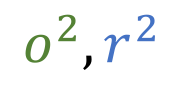 o², r²